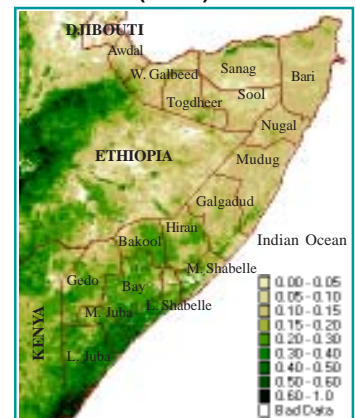 DJIBOUTI
Awdal
W. Galbeed
Sanag
Bari
Togdheer
Sool
Nugal
ETHIOPIA
Mudug
Galgadud
Hiran
Bakool
Indian Ocean
M. Shabelle
Gedo
Bay
L. Shabelle
M. Juba
KENYA
L. Juba
0.00 - 0.05
0.05 - 0.10
0.10 - 0.15
0.15 - 0.20
0.20 - 0.30
0.30 - 0.40
0.40 - 0.50
0.50 - 0.60
0.60 - 1.0
Bad Data